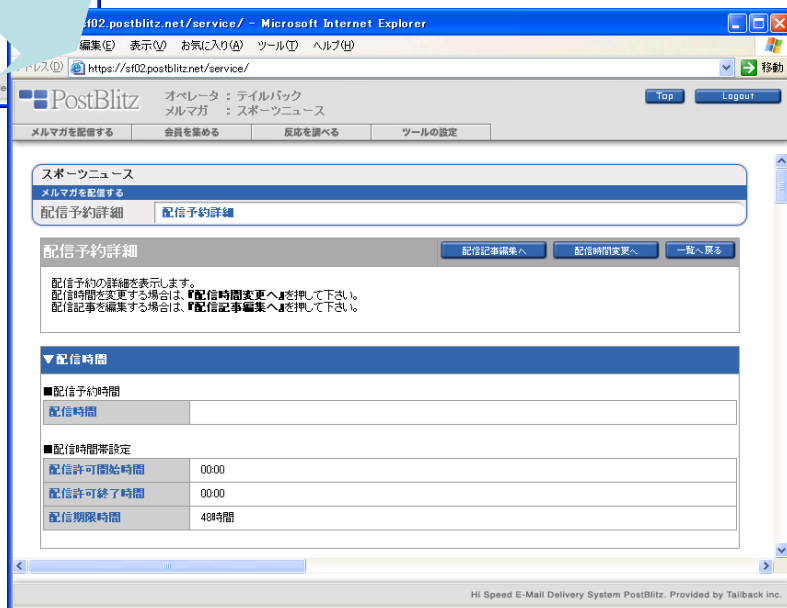 sf02.postblitz.net/service/ - Microsoft Internet Explorer
編集(E) 表示(V) お気に入り(A) ツール(T) ヘルプ(H)
ドレス(D) https://sf02.postblitz.net/service/ 移動
PostBlitz オペレータ : テイルバック Top Logout
メルマガ : スポーツニュース
メルマガを配信する 会員を集める 反応を調べる ツールの設定
スポーツニュース
メルマガを配信する
配信予約詳細 配信予約詳細
配信予約詳細 配信記事編集へ 配信時間変更へ 一覧へ戻る
配信予約の詳細を表示します。
配信時間を変更する場合は、『配信時間変更へ』を押して下さい。
配信記事を編集する場合は、『配信記事編集へ』を押して下さい。
▼配信時間
■配信予約時間
配信時間
■配信時間帯設定
配信許可開始時間 00:00
配信許可終了時間 00:00
配信期限時間 48時間
Hi Speed E-Mail Delivery System PostBlitz. Provided by Tailback inc.